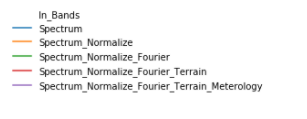 In_Bands
Spectrum
Spectrum_Normalize
Spectrum_Normalize_Fourier
Spectrum_Normalize_Fourier_Terrain
Spectrum_Normalize_Fourier_Terrain_Meterology